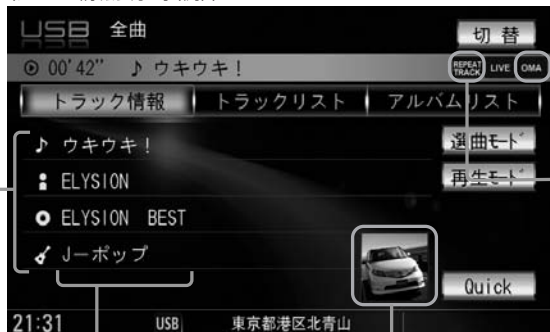 USB 全曲 切替
00'42" ♪ ウキウキ! REPEAT TRACK LIVE OMA
トラック情報 トラックリスト アルバムリスト
♪ ウキウキ! 選曲モード
ELYSION 再生モード
ELYSION BEST
Jーポップ
Quick
21:31 USB 東京都港区北青山